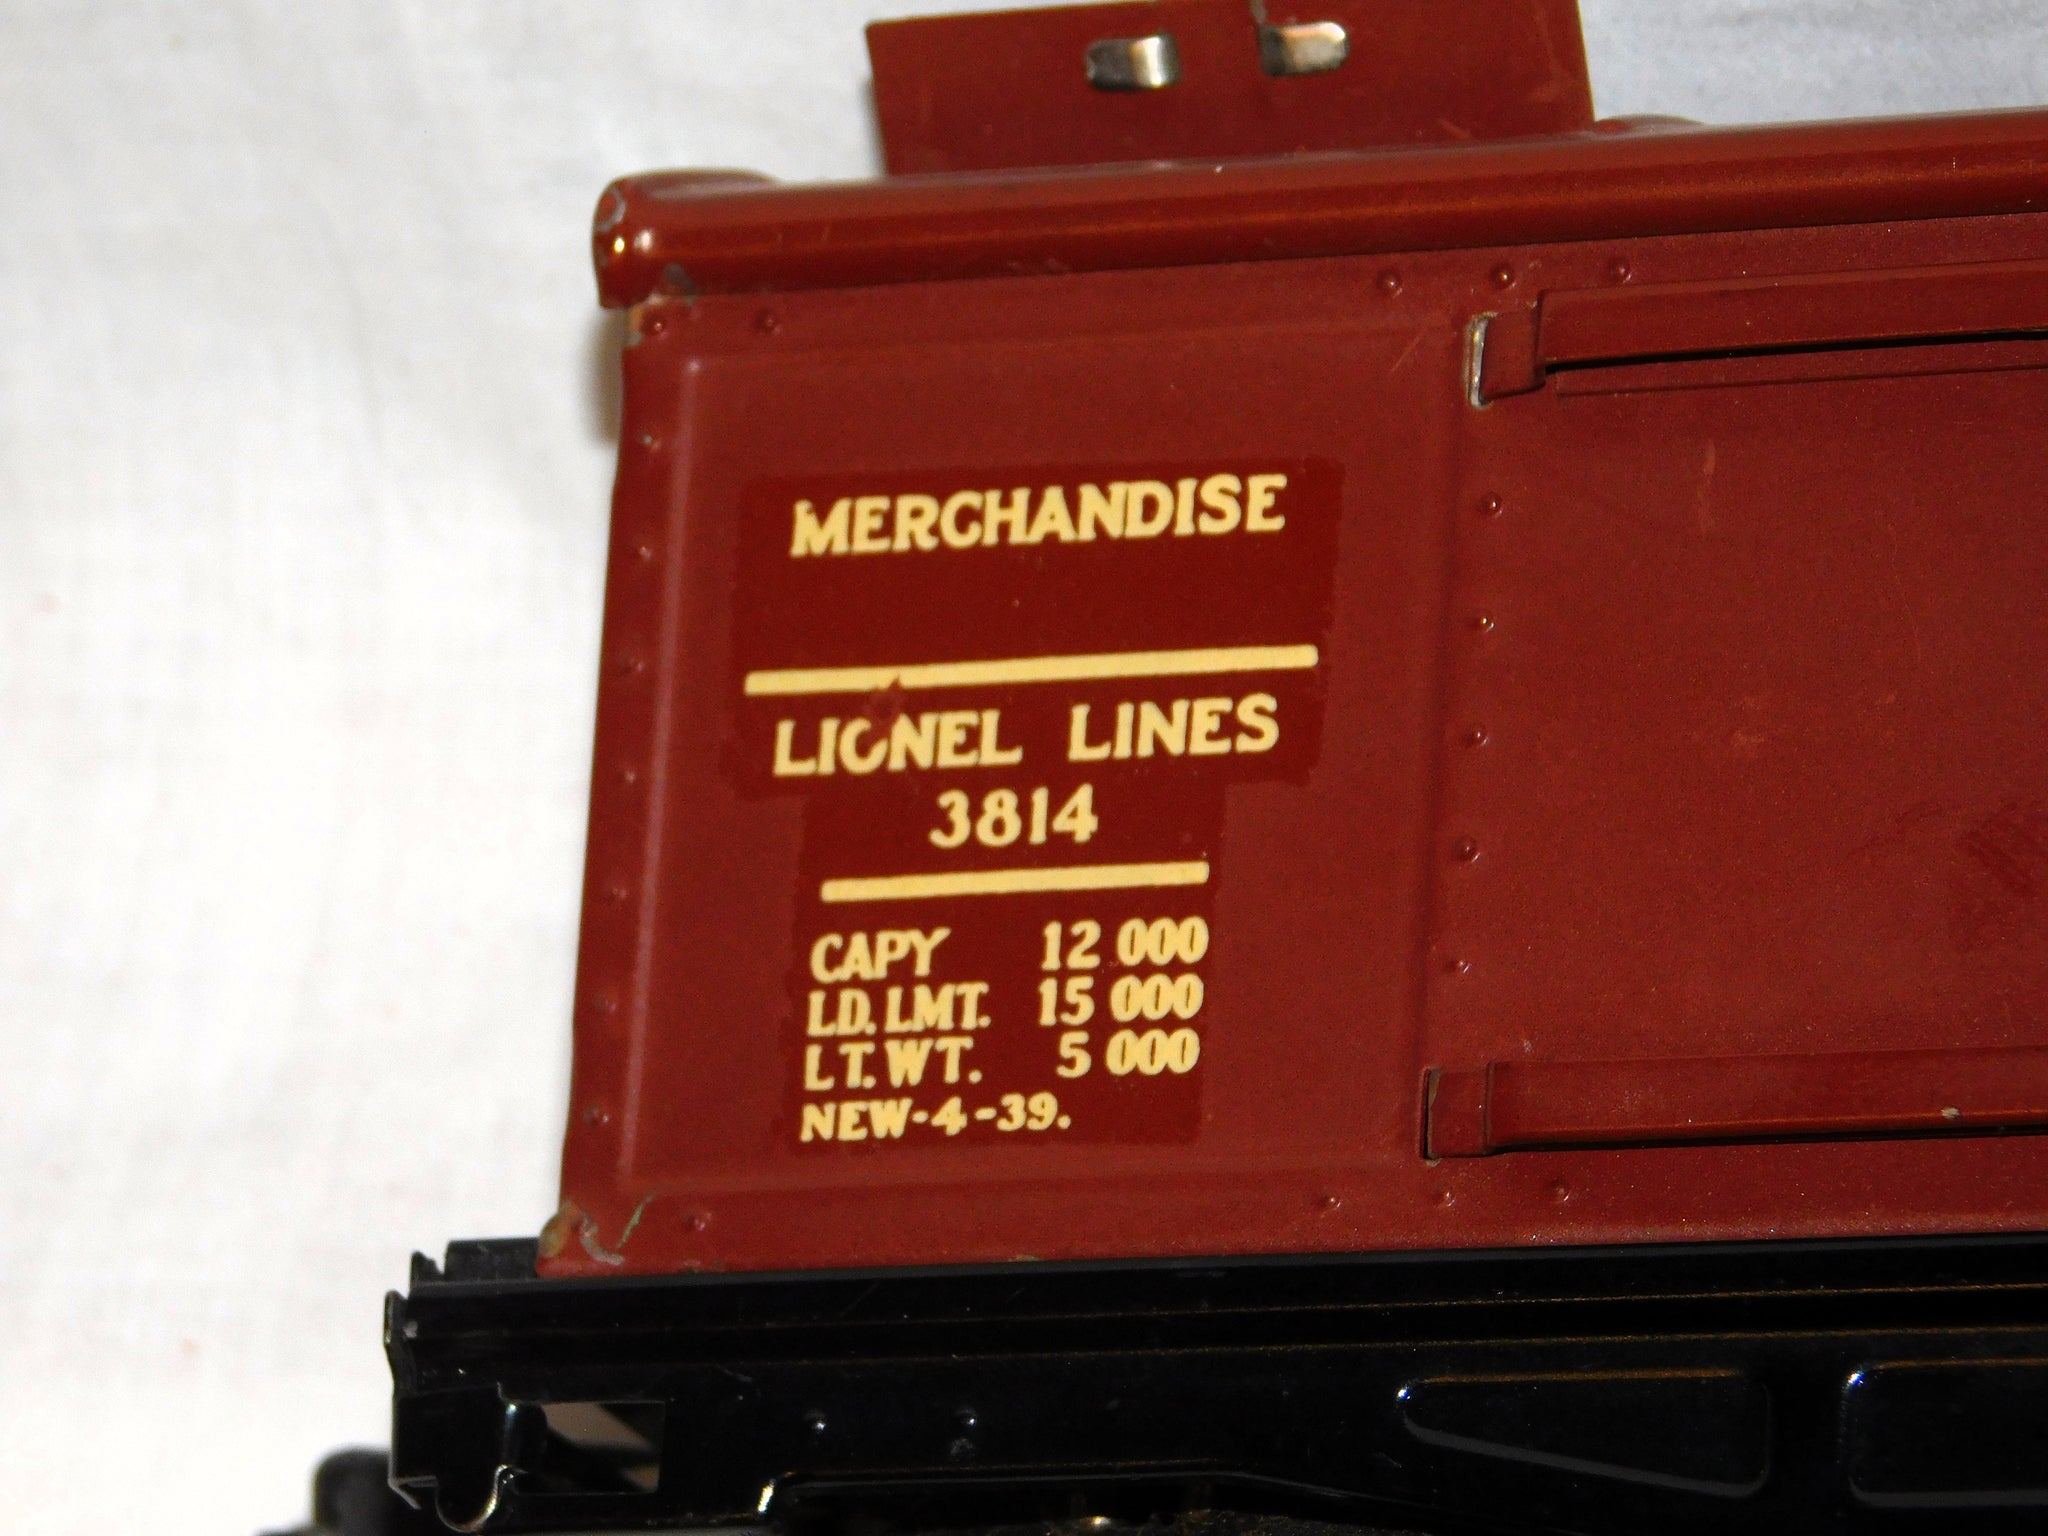 MERCHANDISE
LIONEL LINES
3814
CAPY 12 000
LD. LMT. 15 000
LT. WT. 5 000
NEW-4-39.